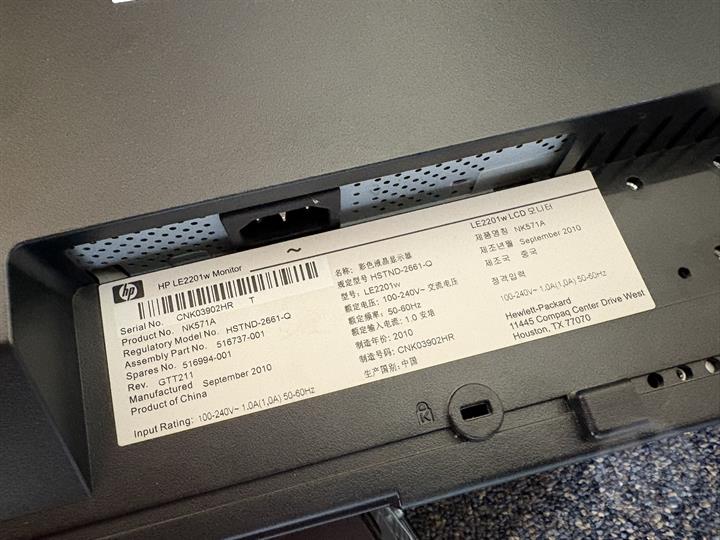 hp
HP LE2201w Monitor
Serial No. CNK03902HR T
Product No. NK571A
Regulatory Model No. HSTND-2661-Q
Assembly Part No. 516737-001
Spares No. 516994-001
Rev. GTT211
Manufactured September 2010
Product of China
Input Rating: 100-240V~ 1.0A(1,0A) 50-60Hz
~
名称: 彩色液晶显示器
规定型号 HSTND-2661-Q
型号: LE2201w
额定电压: 100-240V~ 交流电压
额定频率: 50-60Hz
额定输入电流: 1.0 安培
制造年份: 2010
制造号码: CNK03902HR
生产国别: 中国
LE2201w LCD 모니터
제품명칭 NK571A
제조년월 September 2010
제조국 중국
정격입력
100-240V~ 1.0A(1,0A) 50-60Hz
Hewlett-Packard
11445 Compaq Center Drive West
Houston, TX 77070